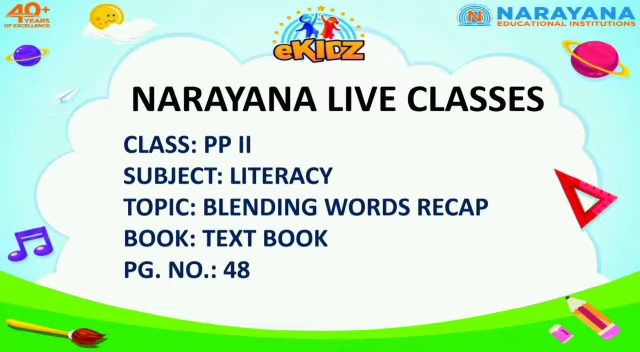 40+
YEARS
OF EXCELLENCE
eKIDZ
NARAYANA
EDUCATIONAL INSTITUTIONS
NARAYANA LIVE CLASSES
CLASS: PP II
SUBJECT: LITERACY
TOPIC: BLENDING WORDS RECAP
BOOK: TEXT BOOK
PG. NO.: 48